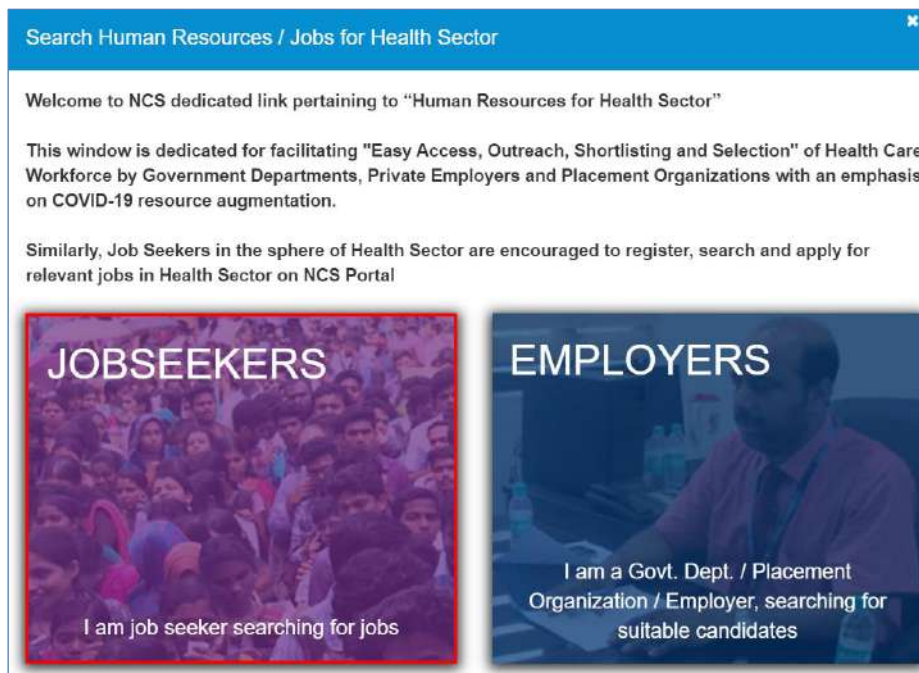 Search Human Resources / Jobs for Health Sector
Welcome to NCS dedicated link pertaining to “Human Resources for Health Sector”
This window is dedicated for facilitating "Easy Access, Outreach, Shortlisting and Selection" of Health Care
Workforce by Government Departments, Private Employers and Placement Organizations with an emphasis
on COVID-19 resource augmentation.
Similarly, Job Seekers in the sphere of Health Sector are encouraged to register, search and apply for
relevant jobs in Health Sector on NCS Portal
JOBSEEKERS
I am job seeker searching for jobs
EMPLOYERS
I am a Govt. Dept. / Placement
Organization / Employer, searching for
suitable candidates